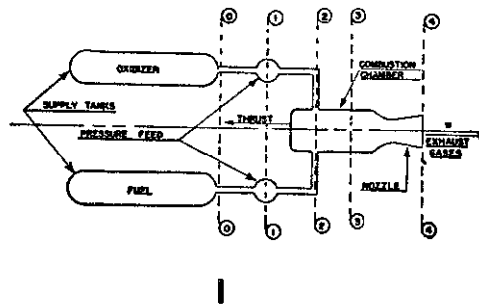 0 1 2 3 4
OXIDIZER
COMBUSTION
CHAMBER
SUPPLY TANKS
THRUST
PRESSURE FEED
w
EXHAUST
GASES
FUEL
NOZZLE
0 1 2 3 4